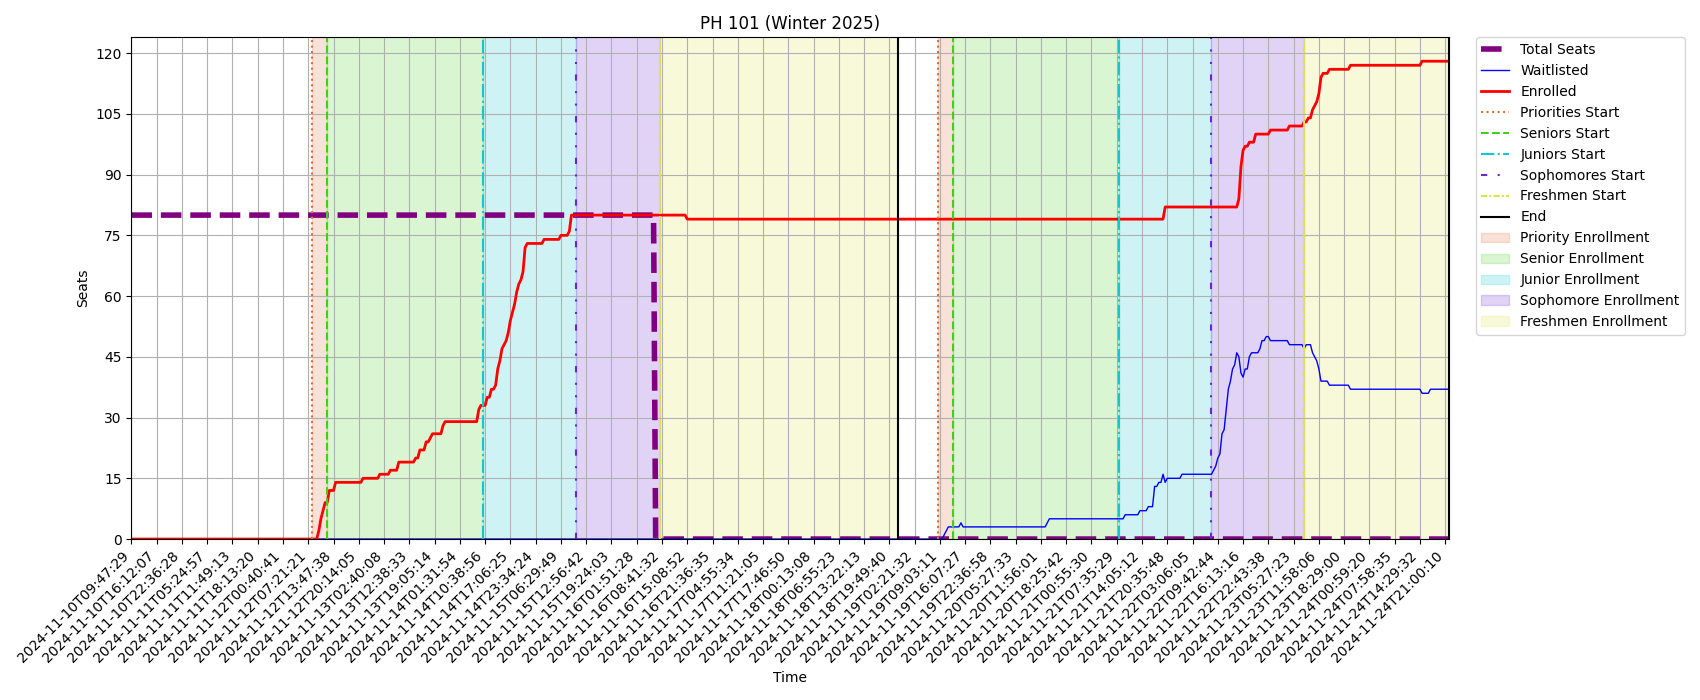 PH 101 (Winter 2025)
120
105
90
75
60
45
30
15
0
Seats
2024-11-10T09:47:29
2024-11-10T16:12:07
2024-11-10T22:36:28
2024-11-11T05:24:57
2024-11-11T11:49:13
2024-11-11T18:13:20
2024-11-12T00:40:41
2024-11-12T07:21:21
2024-11-12T13:47:38
2024-11-12T20:14:05
2024-11-13T02:40:08
2024-11-13T12:38:33
2024-11-13T19:05:14
2024-11-14T01:31:54
2024-11-14T10:38:56
2024-11-14T17:06:25
2024-11-14T23:34:24
2024-11-15T06:29:49
2024-11-15T12:56:42
2024-11-15T19:24:03
2024-11-16T01:51:28
2024-11-16T08:41:32
2024-11-16T15:08:52
2024-11-16T21:36:35
2024-11-17T04:55:34
2024-11-17T11:21:05
2024-11-17T17:46:50
2024-11-18T00:13:08
2024-11-18T06:55:23
2024-11-18T13:22:13
2024-11-18T19:49:40
2024-11-19T02:21:32
2024-11-19T09:03:11
2024-11-19T16:07:27
2024-11-19T22:36:58
2024-11-20T05:27:33
2024-11-20T11:56:01
2024-11-20T18:25:42
2024-11-21T00:55:30
2024-11-21T07:35:29
2024-11-21T14:05:12
2024-11-21T20:35:48
2024-11-22T03:06:05
2024-11-22T09:42:44
2024-11-22T16:13:16
2024-11-22T22:43:38
2024-11-23T05:27:23
2024-11-23T11:58:06
2024-11-23T18:29:00
2024-11-24T00:59:20
2024-11-24T07:58:35
2024-11-24T14:29:32
2024-11-24T21:00:10
Time
Total Seats
Waitlisted
Enrolled
Priorities Start
Seniors Start
Juniors Start
Sophomores Start
Freshmen Start
End
Priority Enrollment
Senior Enrollment
Junior Enrollment
Sophomore Enrollment
Freshmen Enrollment